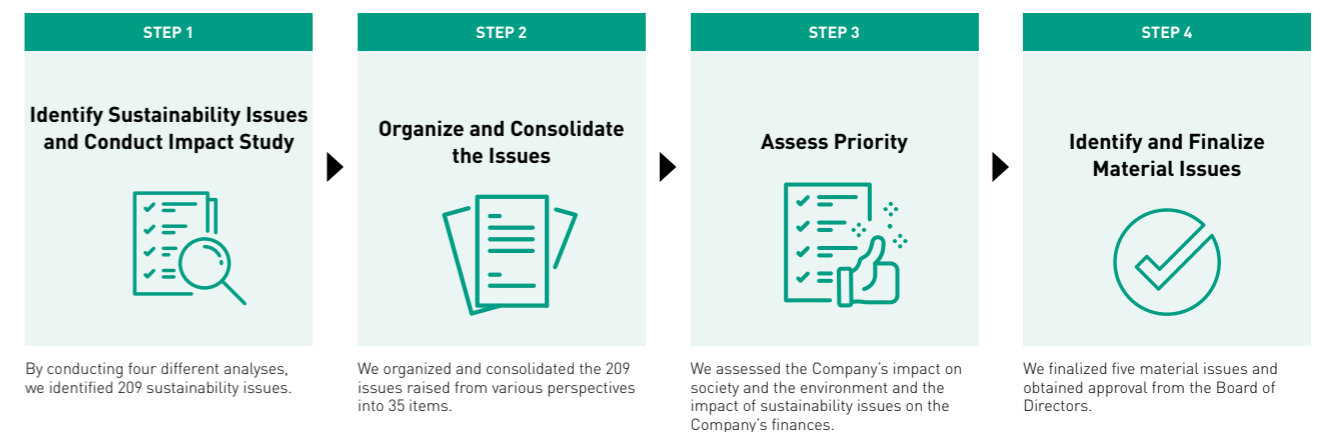 STEP 1
Identify Sustainability Issues
and Conduct Impact Study
By conducting four different analyses,
we identified 209 sustainability issues.
STEP 2
Organize and Consolidate
the Issues
We organized and consolidated the 209
issues raised from various perspectives
into 35 items.
STEP 3
Assess Priority
We assessed the Company's impact on
society and the environment and the
impact of sustainability issues on the
Company's finances.
STEP 4
Identify and Finalize
Material Issues
We finalized five material issues and
obtained approval from the Board of
Directors.